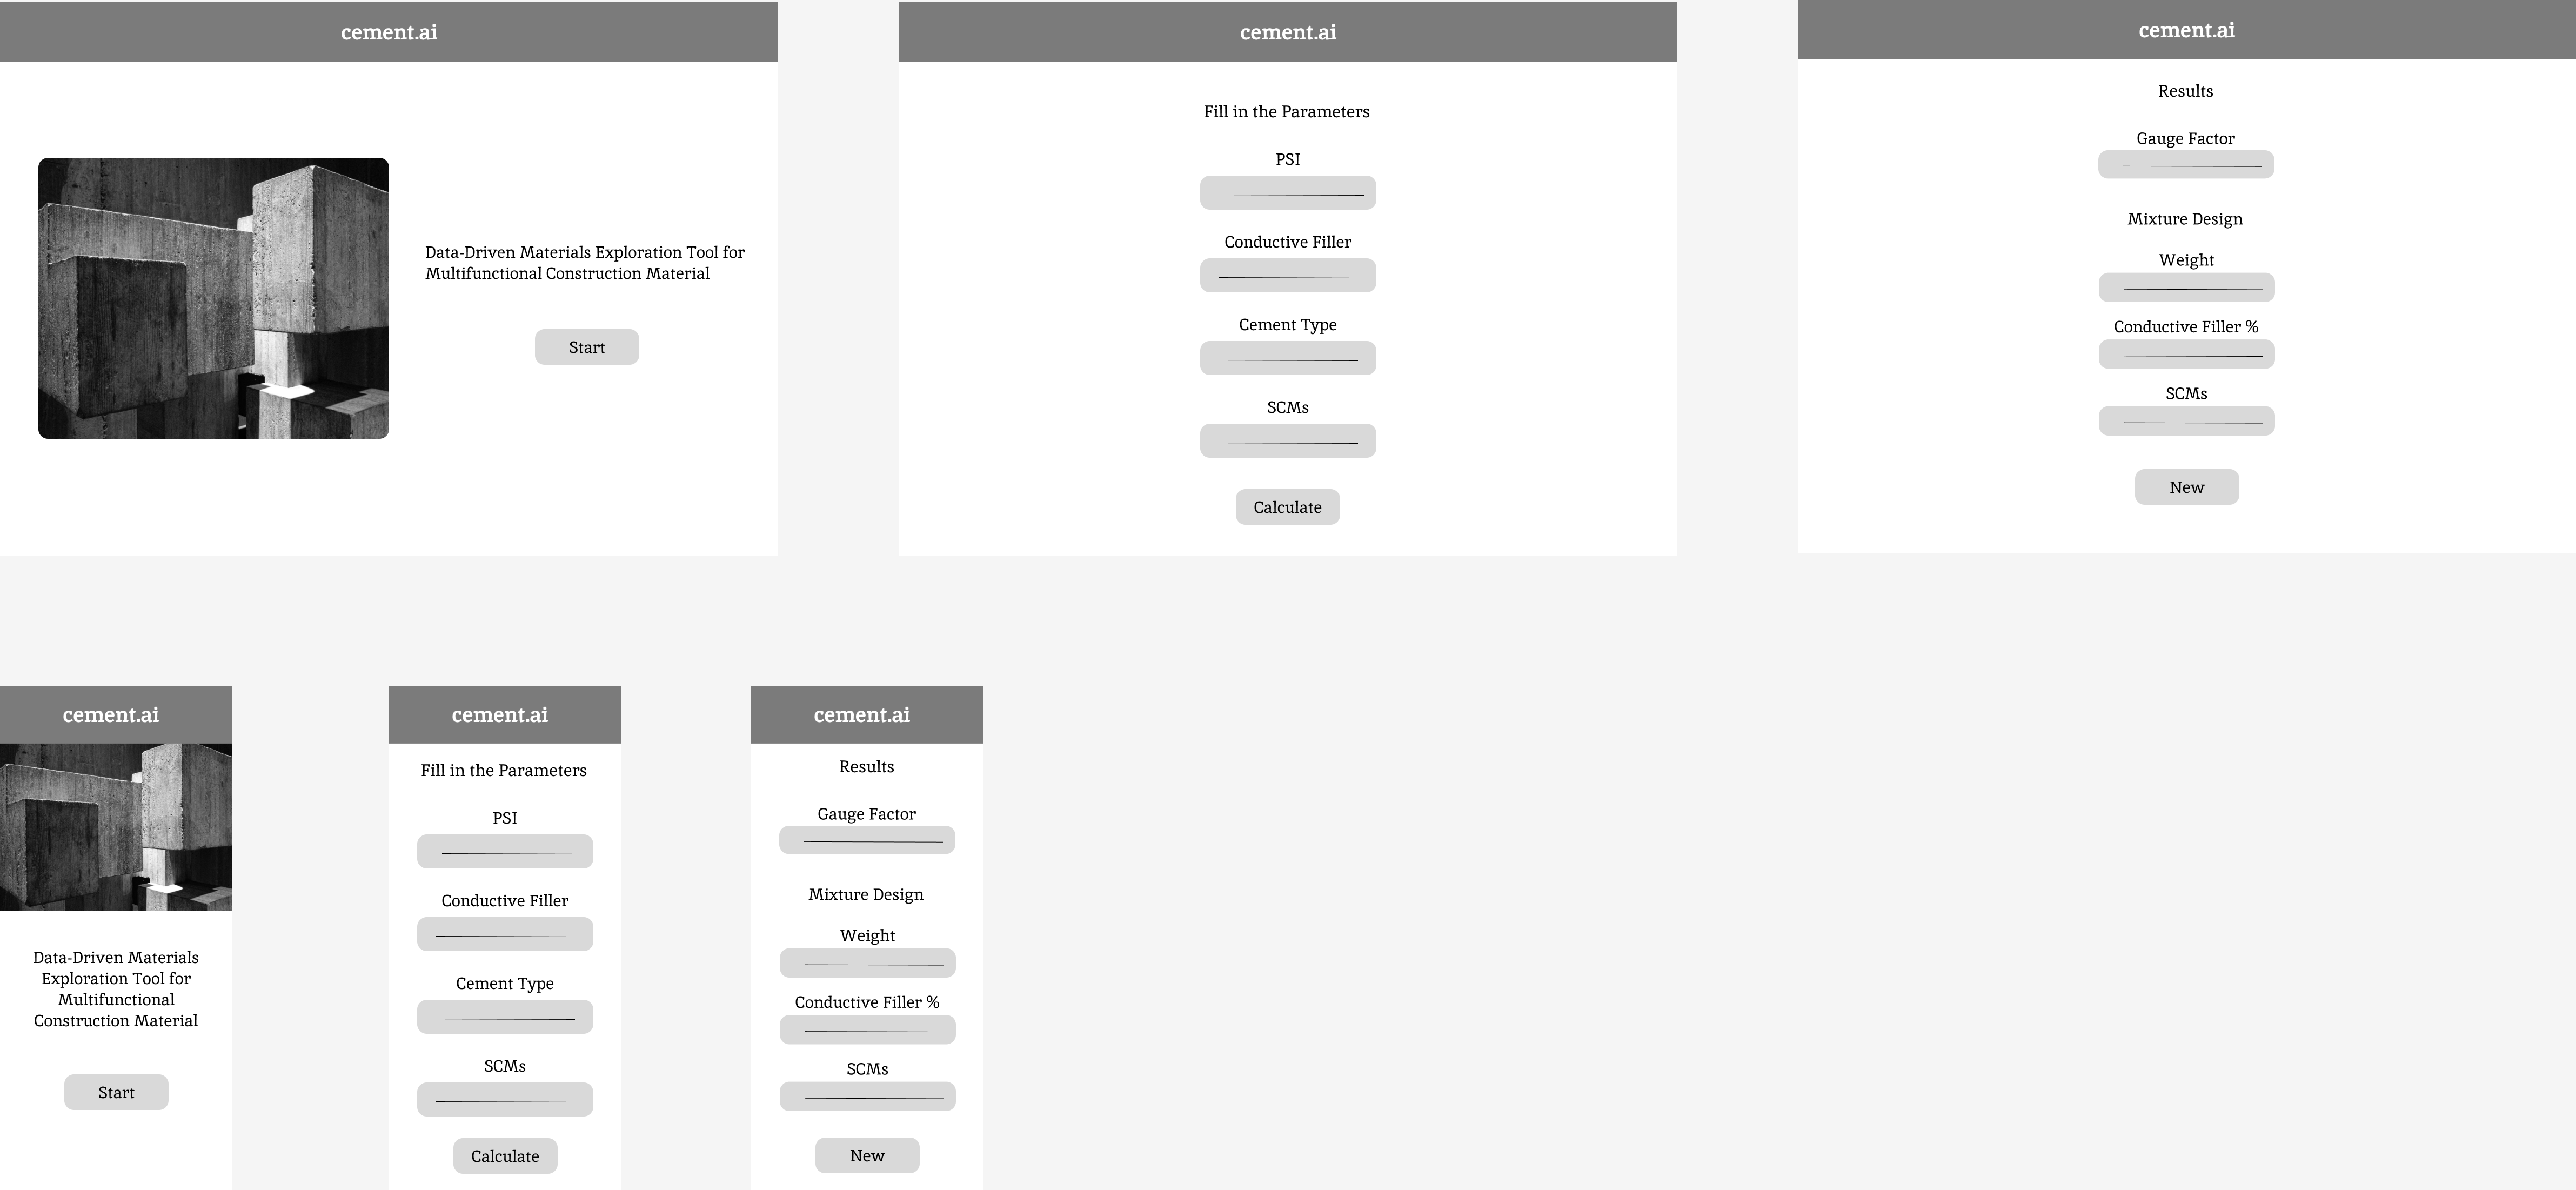 cement.ai
Data-Driven Materials Exploration Tool for
Multifunctional Construction Material
Start
cement.ai
Fill in the Parameters
PSI
Conductive Filler
Cement Type
SCMs
Calculate
cement.ai
Results
Gauge Factor
Mixture Design
Weight
Conductive Filler %
SCMs
New
cement.ai
Data-Driven Materials
Exploration Tool for
Multifunctional
Construction Material
Start
cement.ai
Fill in the Parameters
PSI
Conductive Filler
Cement Type
SCMs
Calculate
cement.ai
Results
Gauge Factor
Mixture Design
Weight
Conductive Filler %
SCMs
New